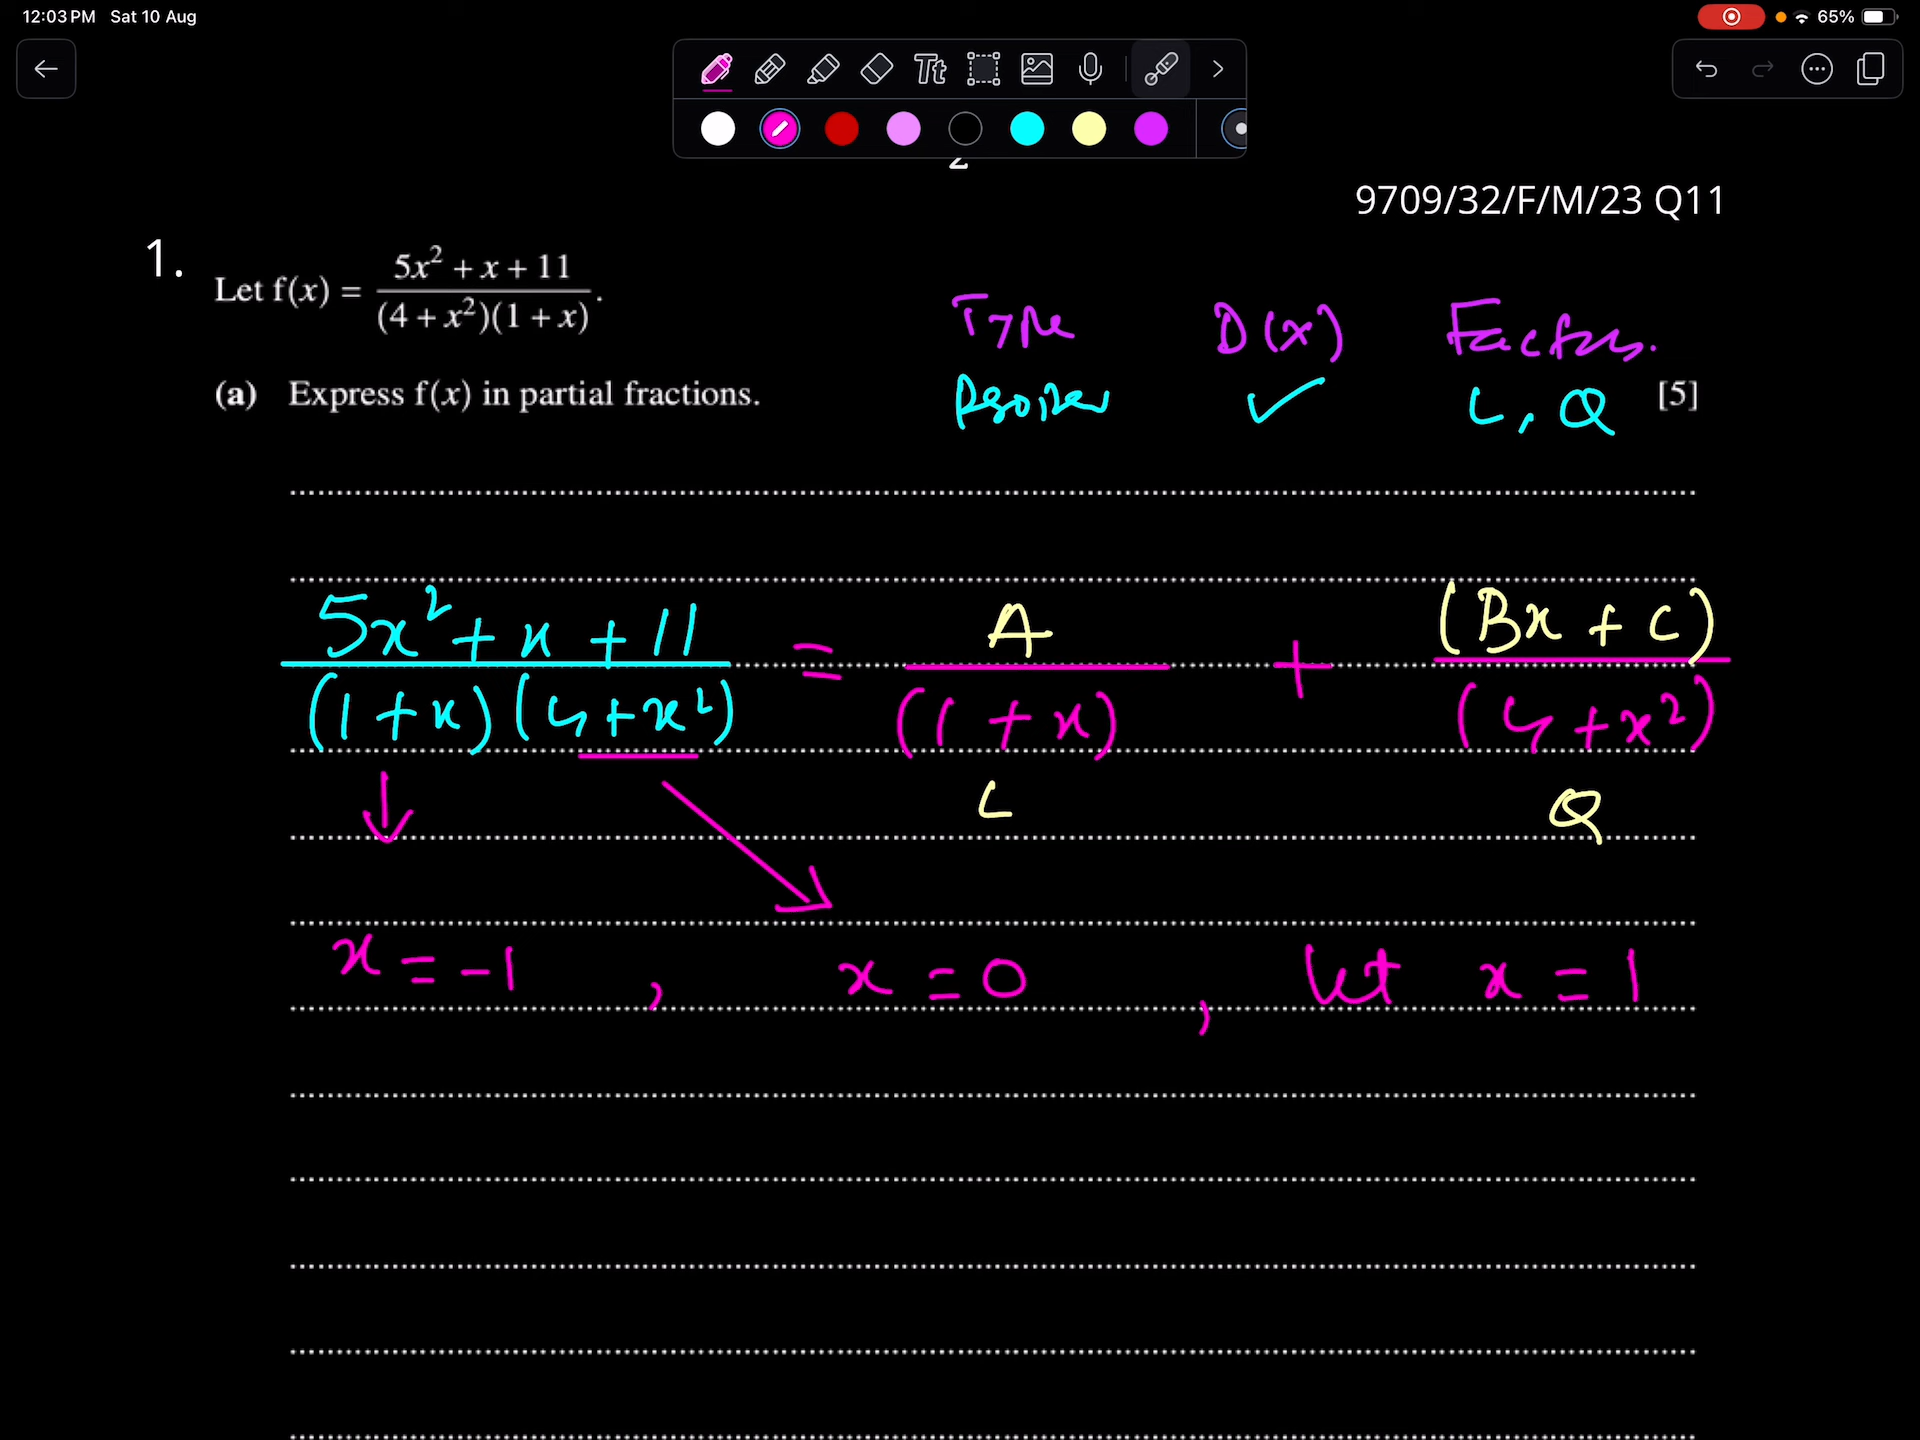 12:03 PM Sat 10 Aug
65%
Tt
2
9709/32/F/M/23 Q11
1.
Let f(x) = 5x² + x + 11 / (4 + x²)(1 + x).
Type D(x) Factors.
(a) Express f(x) in partial fractions. ✓ L, Q [5]
5x² + x + 11 / (1 + x)(4 + x²) = A / (1 + x) + (Bx + C) / (4 + x²)
L Q
x = -1 , x = 0 , let x = 1